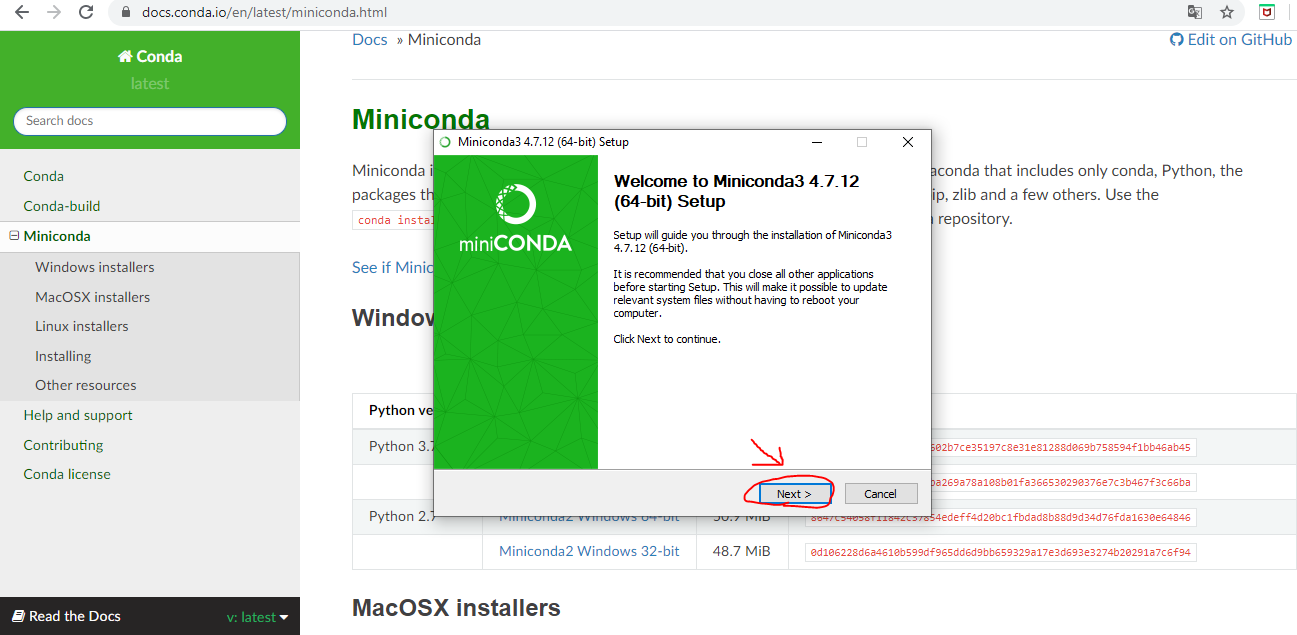 docs.conda.io/en/latest/miniconda.html
Conda
latest
Search docs
Conda
Conda-build
Miniconda
Windows installers
MacOSX installers
Linux installers
Installing
Other resources
Help and support
Contributing
Conda license
Read the Docs
v: latest
Docs » Miniconda
Edit on GitHub
Miniconda
Miniconda i
aconda that includes only conda, Python, the
packages th
ip, zlib and a few others. Use the
conda instal
repository.
See if Minic
Window
Miniconda3 4.7.12 (64-bit) Setup
miniCONDA
Welcome to Miniconda3 4.7.12
(64-bit) Setup
Setup will guide you through the installation of Miniconda3
4.7.12 (64-bit).
It is recommended that you close all other applications
before starting Setup. This will make it possible to update
relevant system files without having to reboot your
computer.
Click Next to continue.
Next >
Cancel
Python ve
Python 3.7
602b7ce35197c8e31e81288d069b758594f1bb46ab45
ba269a78a108b01fa366530290376e7c3b467f3c66ba
Python 2.7
Miniconda2 Windows 64-bit
50.9 MiB
8647c54058f11842c37854edeff4d20bc1fbdad8b88d9d34d76fda1630e64846
Miniconda2 Windows 32-bit
48.7 MiB
0d106228d6a4610b599df965dd6d9bb659329a17e3d693e3274b20291a7c6f94
MacOSX installers